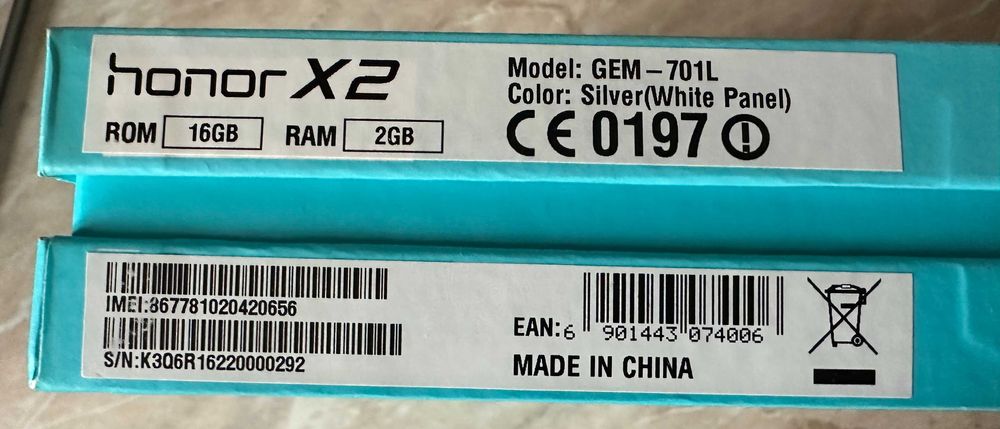 honor X2
ROM 16GB RAM 2GB
Model: GEM-701L
Color: Silver(White Panel)
CE 0197
IMEI:867781020420656
S/N:K3Q6R16220000292
EAN:6 901443 074006
MADE IN CHINA